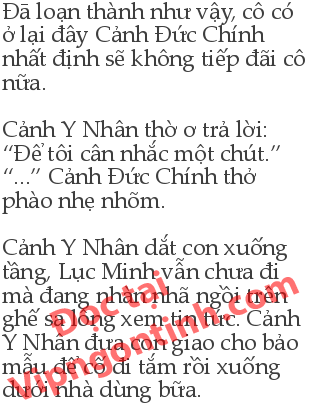 Đã loạn thành như vậy, cô có
ở lại đây Cảnh Đức Chính
nhất định sẽ không tiếp đãi cô
nữa.
Cảnh Y Nhân thờ ơ trả lời:
“Để tôi cân nhắc một chút.”
“...” Cảnh Đức Chính thở
phào nhẹ nhõm.
Cảnh Y Nhân dắt con xuống
tầng, Lục Minh vẫn chưa đi
mà đang nhàn nhã ngồi trên
ghế sa lông xem tin tức. Cảnh
Y Nhân đưa con giao cho bảo
mẫu để cô đi tắm rồi xuống
dưới nhà dùng bữa.
Đọc tại
Vipngontinh.com